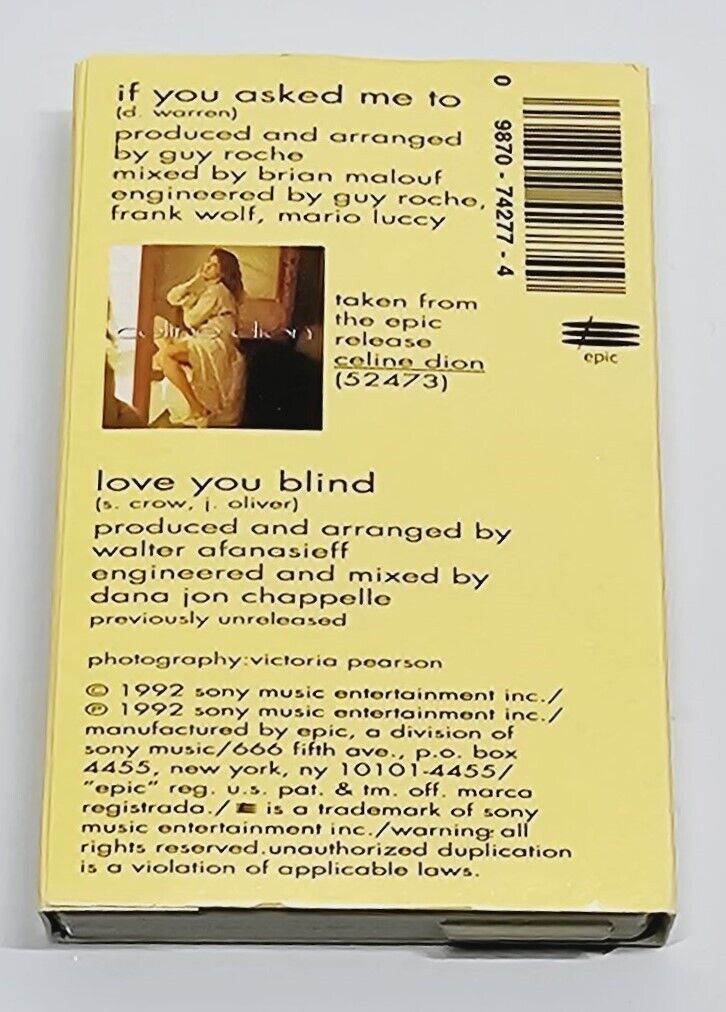 if you asked me to
(d. warren)
produced and arranged
by guy roche
mixed by brian malouf
engineered by guy roche,
frank wolf, mario luccy
0 9870-74277-4
epic
celine dion
taken from
the epic
release
celine dion
(52473)
love you blind
(s. crow, j. oliver)
produced and arranged by
walter afanasieff
engineered and mixed by
dana jon chappelle
previously unreleased
photography:victoria pearson
© 1992 sony music entertainment inc./
℗ 1992 sony music entertainment inc./
manufactured by epic, a division of
sony music/666 fifth ave., p.o. box
4455, new york, ny 10101-4455/
"epic" reg. u.s. pat. & tm. off. marca
registrada./ is a trademark of sony
music entertainment inc./warning: all
rights reserved.unauthorized duplication
is a violation of applicable laws.